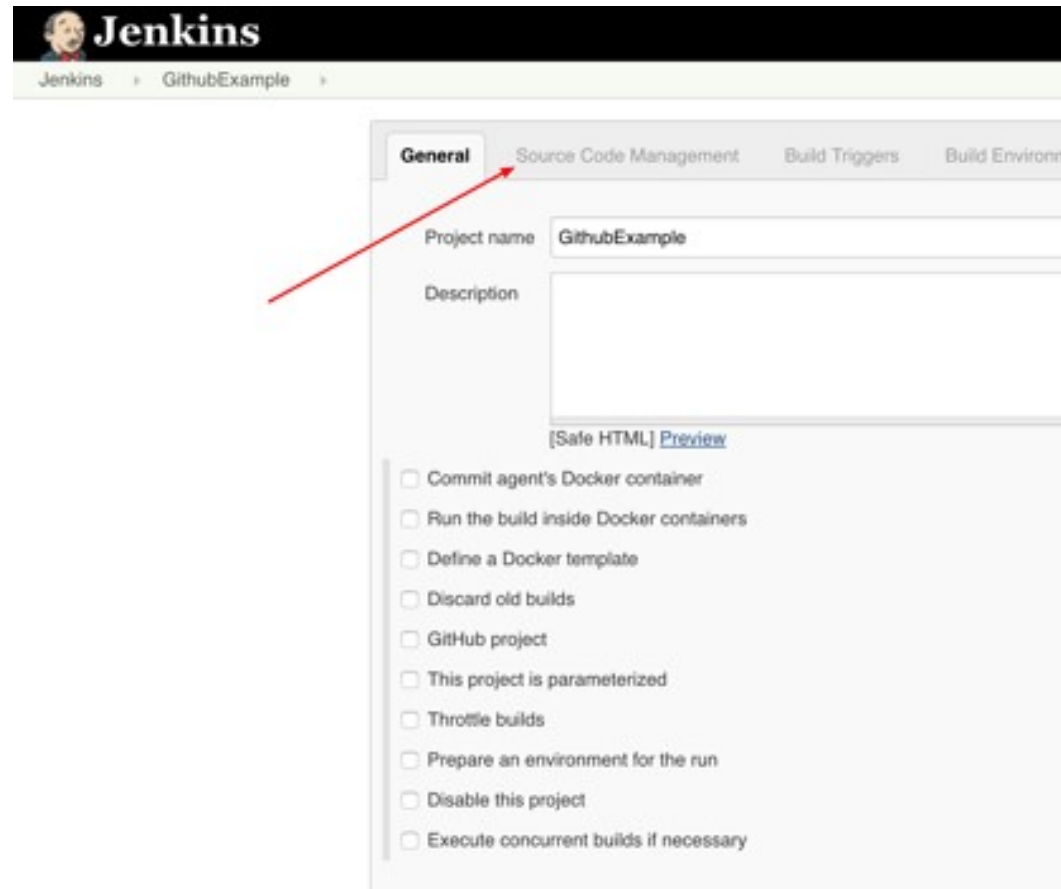 Jenkins
Jenkins GithubExample
General Source Code Management Build Triggers Build Environ
Project name GithubExample
Description
[Safe HTML] Preview
Commit agent's Docker container
Run the build inside Docker containers
Define a Docker template
Discard old builds
GitHub project
This project is parameterized
Throttle builds
Prepare an environment for the run
Disable this project
Execute concurrent builds if necessary